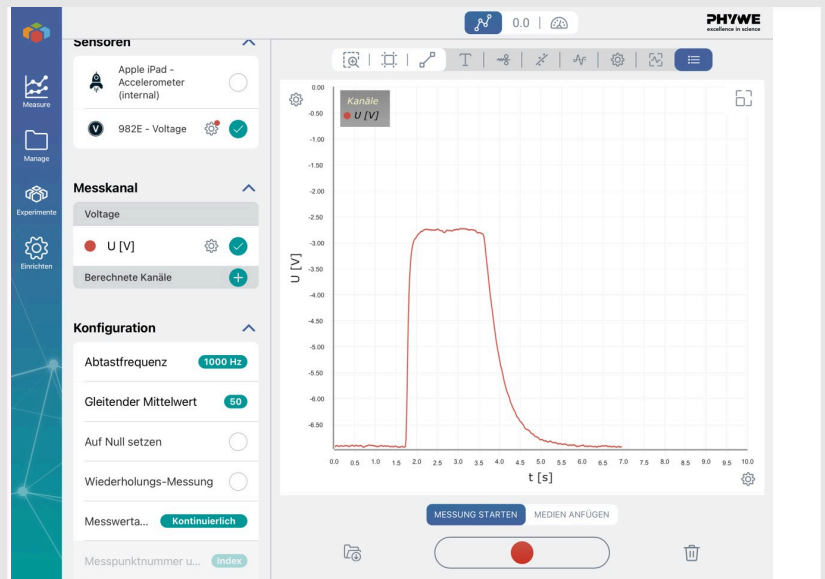 0.0
PHYWE
excellence in science
Measure
Manage
Experimente
Einrichten
Sensoren
Apple iPad -
Accelerometer
(internal)
V
982E - Voltage
Messkanal
Voltage
U [V]
Berechnete Kanäle
Konfiguration
Abtastfrequenz 1000 Hz
Gleitender Mittelwert 50
Auf Null setzen
Wiederholungs-Messung
Messwerta... Kontinuierlich
Messpunktnummer u... Index
T
Kanäle
U [V]
0.00
-0.50
-1.00
-1.50
-2.00
-2.50
-3.00
-3.50
-4.00
-4.50
-5.00
-5.50
-6.00
-6.50
U [V]
0.0 0.5 1.0 1.5 2.0 2.5 3.0 3.5 4.0 4.5 5.0 5.5 6.0 6.5 7.0 7.5 8.0 8.5 9.0 9.5 10.0
t [s]
MESSUNG STARTEN MEDIEN ANFÜGEN